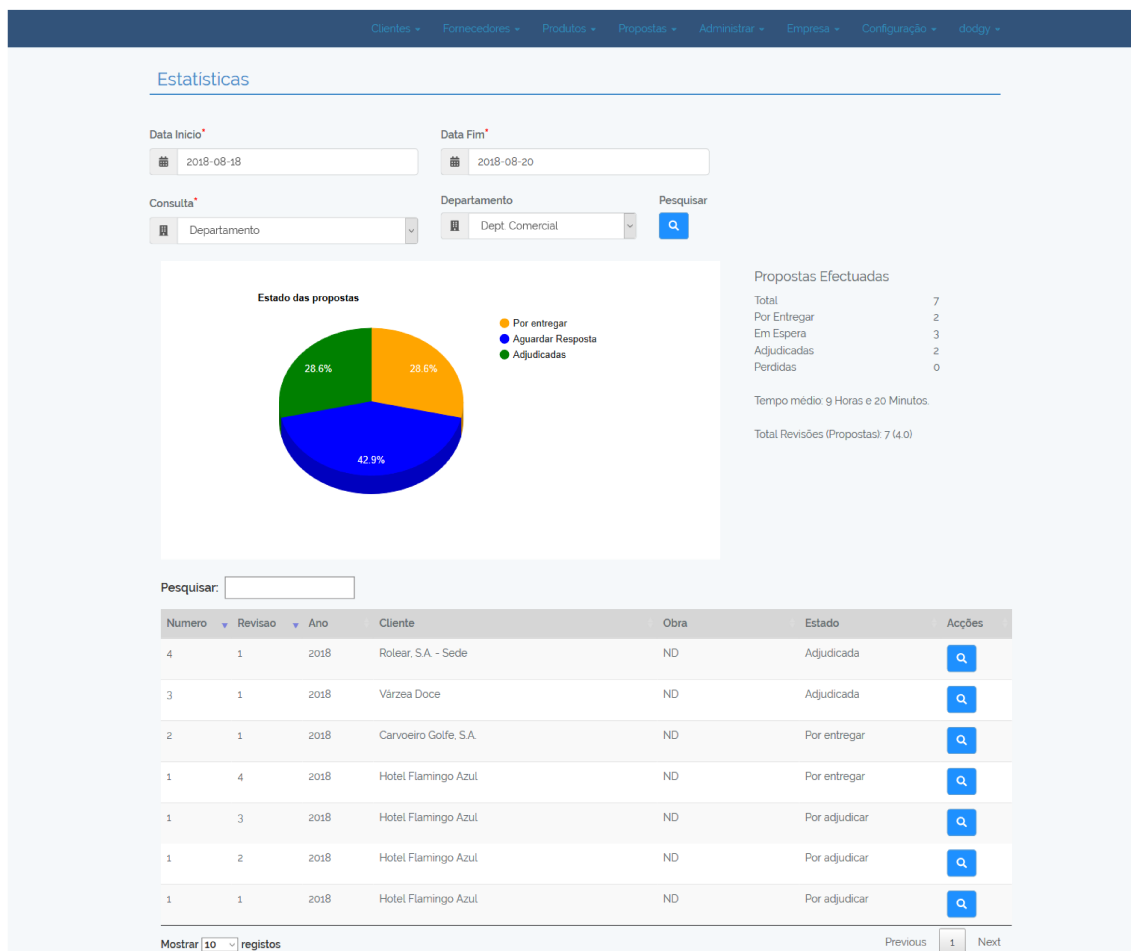 Clientes Fornecedores Produtos Propostas Administrar Empresa Configuração dodgy
Estatísticas
Data Inicio* Data Fim*
2018-08-18 2018-08-20
Consulta* Departamento Pesquisar
Departamento Dept. Comercial
Estado das propostas
Por entregar
Aguardar Resposta
Adjudicadas
28.6% 28.6%
42.9%
Propostas Efectuadas
Total 7
Por Entregar 2
Em Espera 3
Adjudicadas 2
Perdidas 0
Tempo médio: 9 Horas e 20 Minutos.
Total Revisões (Propostas): 7 (4.0)
Pesquisar:
Numero Revisao Ano Cliente Obra Estado Acções
4 1 2018 Rolear, S.A. - Sede ND Adjudicada
3 1 2018 Várzea Doce ND Adjudicada
2 1 2018 Carvoeiro Golfe, S.A. ND Por entregar
1 4 2018 Hotel Flamingo Azul ND Por entregar
1 3 2018 Hotel Flamingo Azul ND Por adjudicar
1 2 2018 Hotel Flamingo Azul ND Por adjudicar
1 1 2018 Hotel Flamingo Azul ND Por adjudicar
Mostrar 10 registos Previous 1 Next